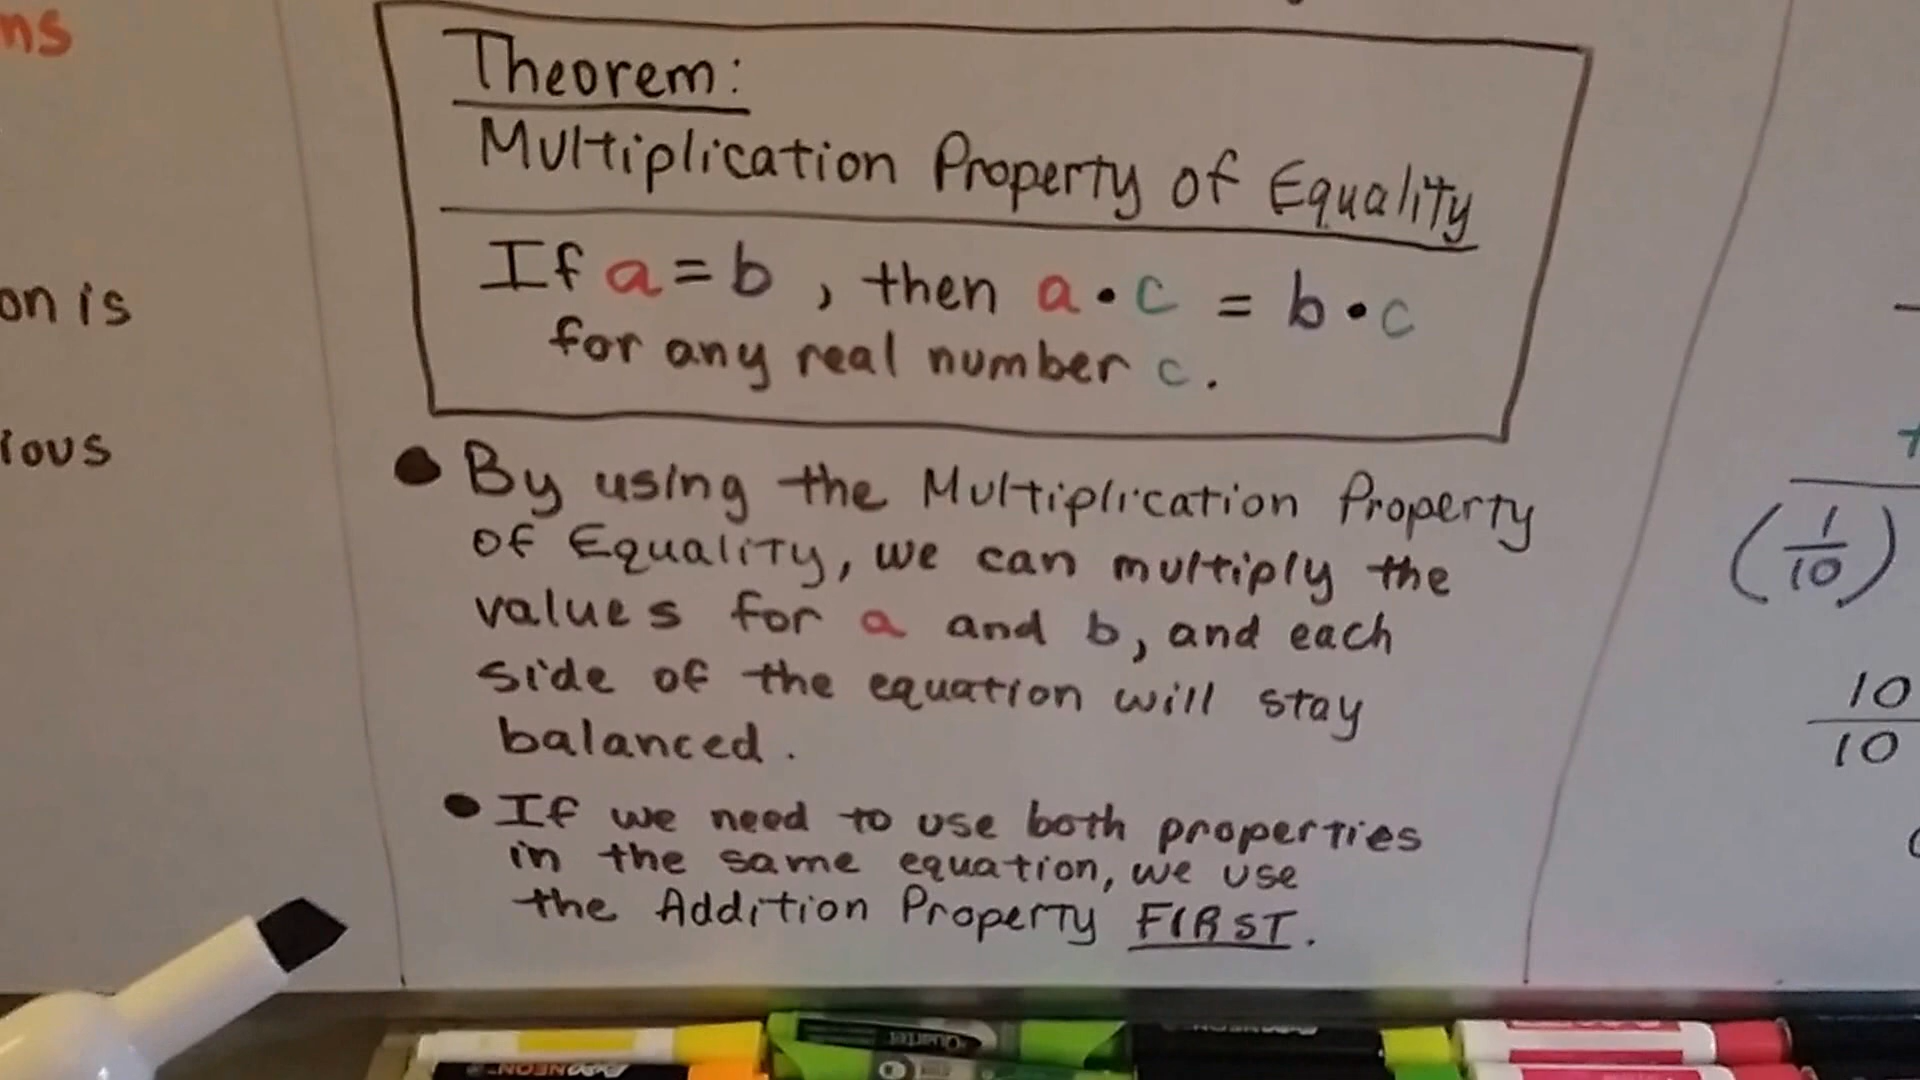 ns
on is
ious
Theorem:
Multiplication Property of Equality
If a = b , then a • c = b • c
for any real number c .
• By using the Multiplication Property
of Equality, we can multiply the
values for a and b, and each
side of the equation will stay
balanced .
• If we need to use both properties
in the same equation, we use
the Addition Property FIRST .
(1/10)
10
10
Quartet